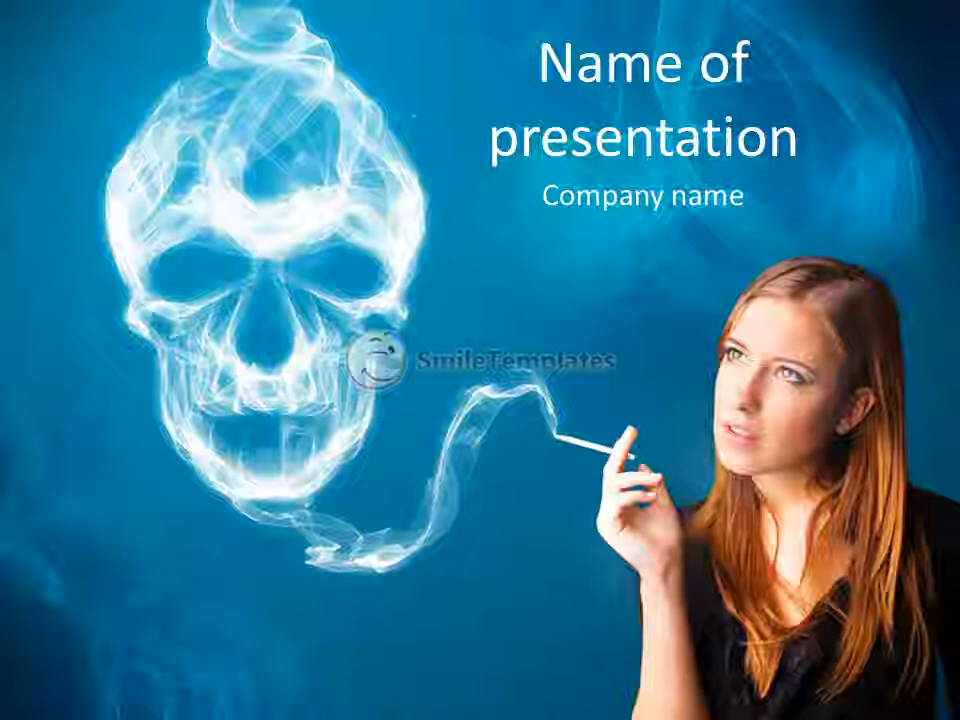 Name of
presentation
Company name
SmileTemplates